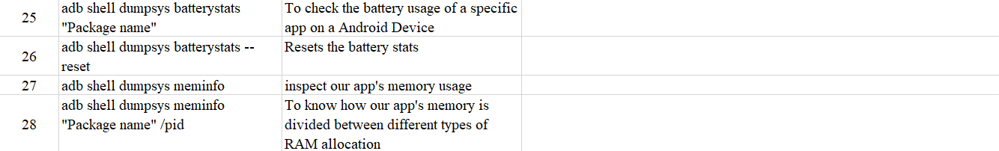 25
adb shell dumpsys batterystats
"Package name"
To check the battery usage of a specific
app on a Android Device
26
adb shell dumpsys batterystats --
reset
Resets the battery stats
27
adb shell dumpsys meminfo
inspect our app's memory usage
28
adb shell dumpsys meminfo
"Package name" /pid
To know how our app's memory is
divided between different types of
RAM allocation